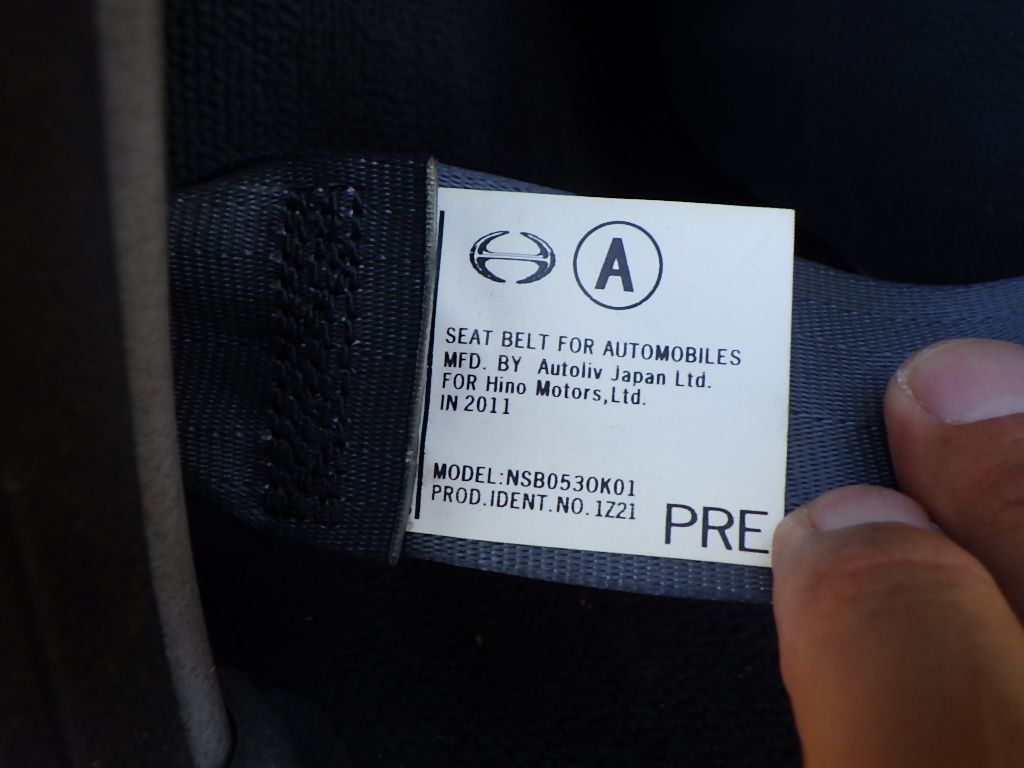 A
SEAT BELT FOR AUTOMOBILES
MFD. BY Autoliv Japan Ltd.
FOR Hino Motors,Ltd.
IN 2011
MODEL:NSB053OK01
PROD.IDENT.NO.1Z21
PRE